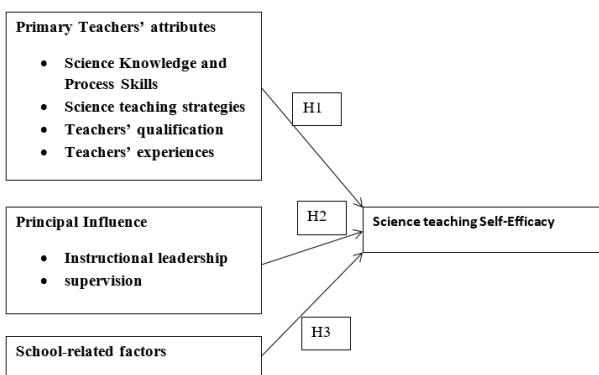 Primary Teachers' attributes
• Science Knowledge and
Process Skills
• Science teaching strategies
• Teachers' qualification
• Teachers' experiences
H1
Principal Influence
• Instructional leadership
• supervision
H2
Science teaching Self-Efficacy
School-related factors
H3